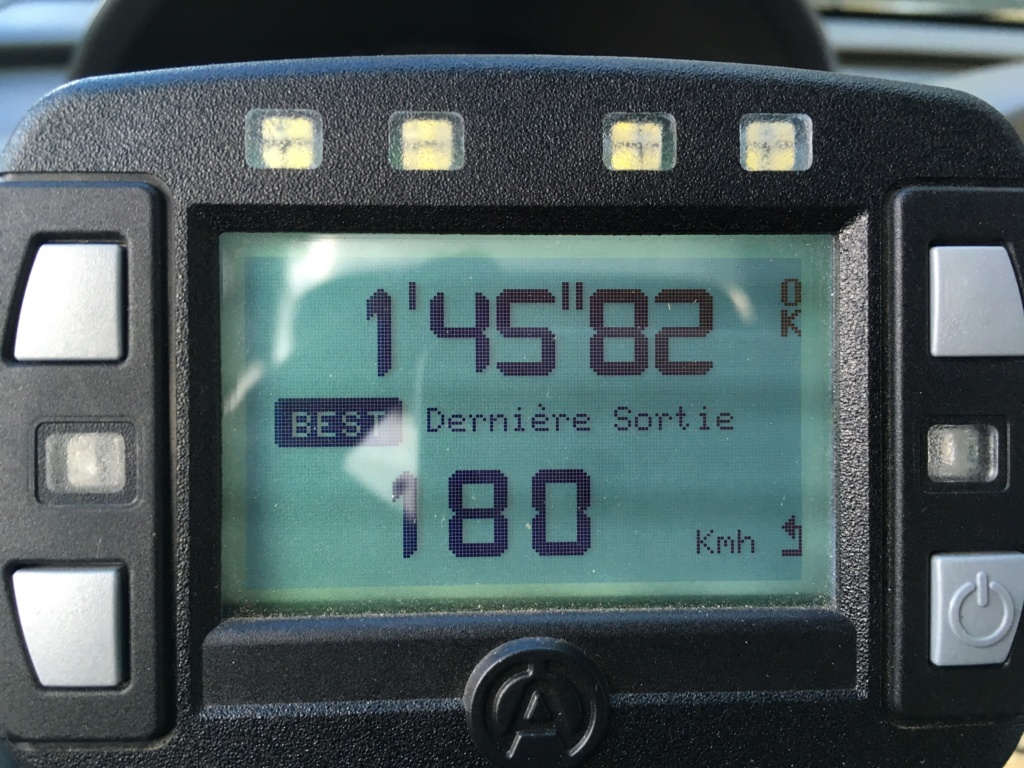 1'45"82
OK
BEST Dernière Sortie
180 Kmh
A